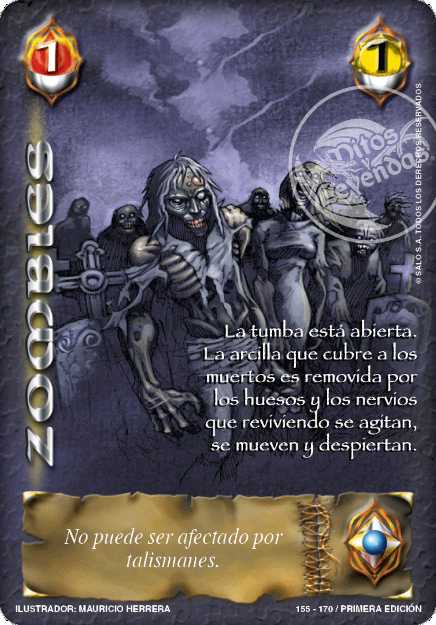 1
1
Mitos
y Leyendas
© SALO S.A. TODOS LOS DERECHOS RESERVADOS
ZOMBIES
La tumba está abierta.
La arcilla que cubre a los
muertos es removida por
los huesos y los nervios
que reviviendo se agitan,
se mueven y despiertan.
No puede ser afectado por
talismanes.
ILUSTRADOR: MAURICIO HERRERA
155 - 170 / PRIMERA EDICIÓN